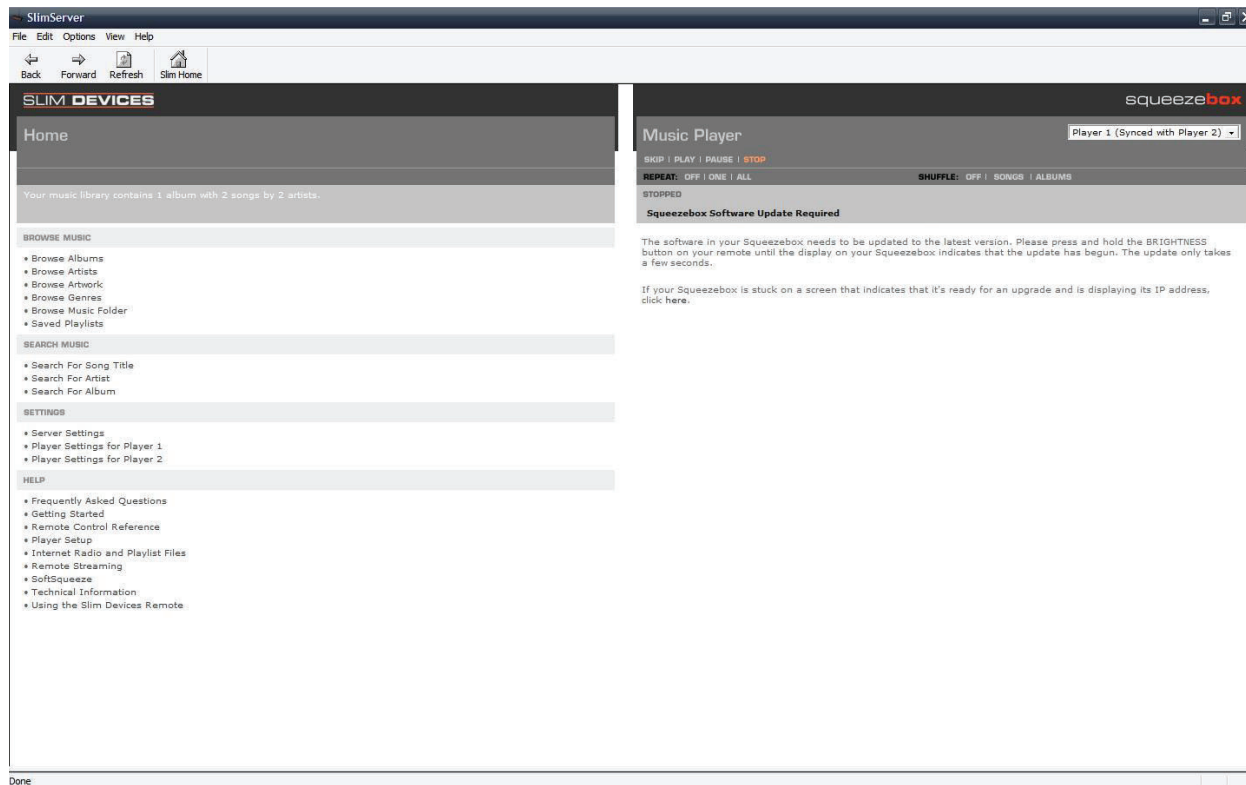 SlimServer
File Edit Options View Help
Back Forward Refresh Slim Home
SLIM DEVICES
Home
Your music library contains 1 album with 2 songs by 2 artists.
BROWSE MUSIC
Browse Albums
Browse Artists
Browse Artwork
Browse Genres
Browse Music Folder
Saved Playlists
SEARCH MUSIC
Search For Song Title
Search For Artist
Search For Album
SETTINGS
Server Settings
Player Settings for Player 1
Player Settings for Player 2
HELP
Frequently Asked Questions
Getting Started
Remote Control Reference
Player Setup
Internet Radio and Playlist Files
Remote Streaming
SoftSqueeze
Technical Information
Using the Slim Devices Remote
squeezebox
Music Player
Player 1 (Synced with Player 2)
SKIP | PLAY | PAUSE | STOP
REPEAT: OFF | ONE | ALL SHUFFLE: OFF | SONGS | ALBUMS
STOPPED
Squeezebox Software Update Required
The software in your Squeezebox needs to be updated to the latest version. Please press and hold the BRIGHTNESS
button on your remote until the display on your Squeezebox indicates that the update has begun. The update only takes
a few seconds.
If your Squeezebox is stuck on a screen that indicates that it's ready for an upgrade and is displaying its IP address,
click here.
Done